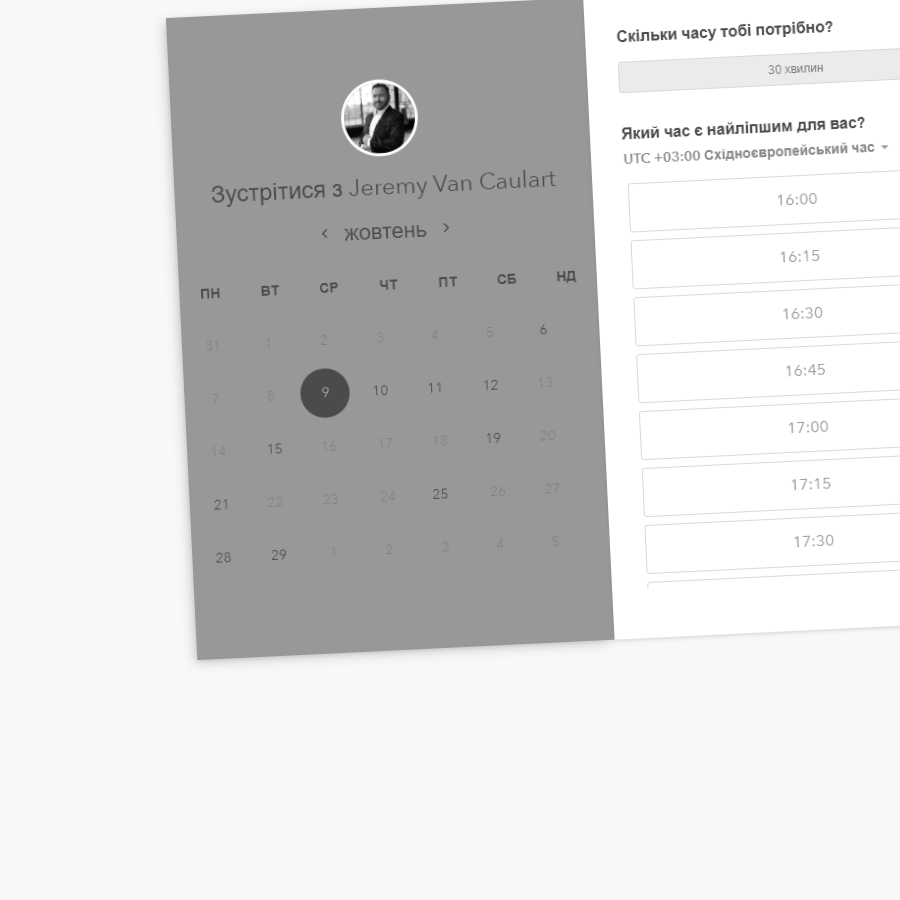 Зустрітися з Jeremy Van Caulart
‹ жовтень ›
ПН ВТ СР ЧТ ПТ СБ НД
31 1 2 3 4 5 6
7 8 9 10 11 12 13
14 15 16 17 18 19 20
21 22 23 24 25 26 27
28 29 1 2 3 4 5
Скільки часу тобі потрібно?
30 хвилин
Який час є найліпшим для вас?
UTC +03:00 Східноєвропейський час
16:00
16:15
16:30
16:45
17:00
17:15
17:30